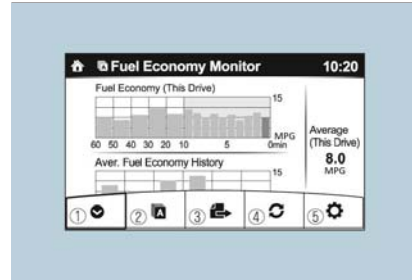 Fuel Economy Monitor 10:20
Fuel Economy (This Drive)
15
MPG
60 50 40 30 20 10 5 0min
Average
(This Drive)
8.0
MPG
Aver. Fuel Economy History
15
① ② A ③ ④ ⑤